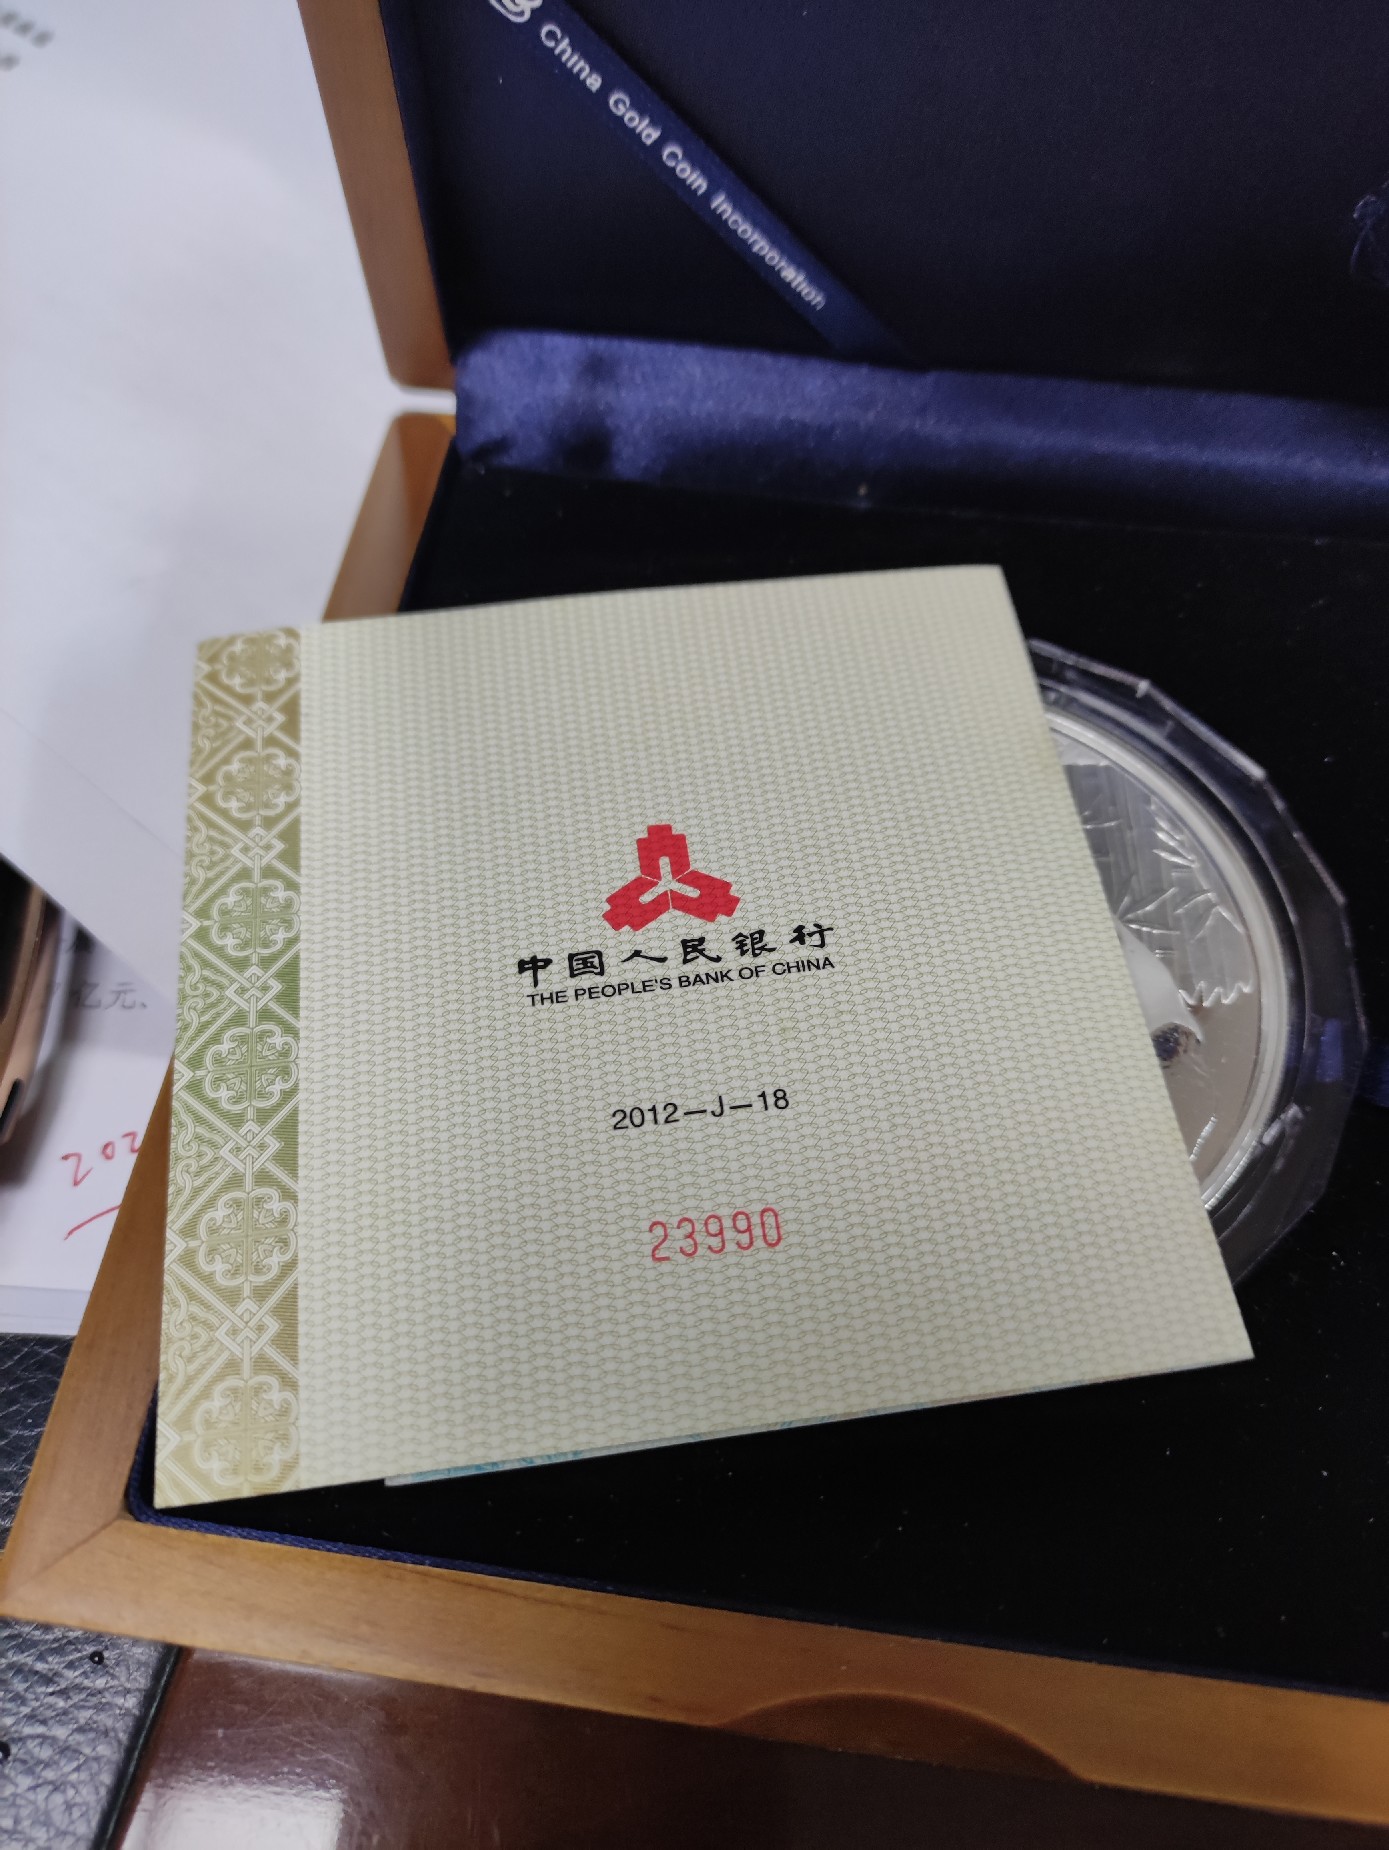 China Gold Coin Incorporation
中国人民银行
THE PEOPLE'S BANK OF CHINA
2012-J-18
23990
亿元、
202